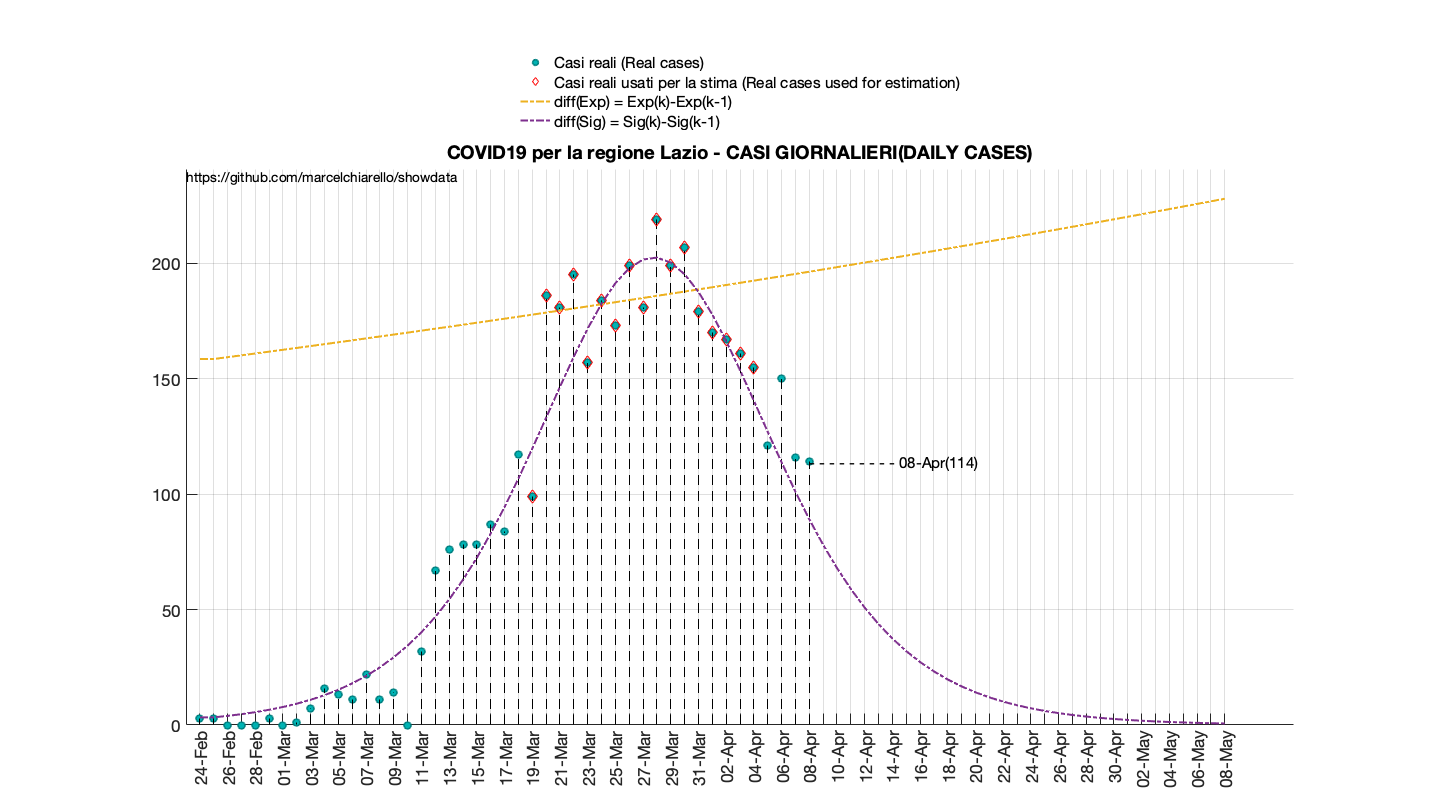 Casi reali (Real cases)
Casi reali usati per la stima (Real cases used for estimation)
diff(Exp) = Exp(k)-Exp(k-1)
diff(Sig) = Sig(k)-Sig(k-1)
COVID19 per la regione Lazio - CASI GIORNALIERI(DAILY CASES)
https://github.com/marcelchiarello/showdata
200
150
100
50
0
08-Apr(114)
24-Feb
26-Feb
28-Feb
01-Mar
03-Mar
05-Mar
07-Mar
09-Mar
11-Mar
13-Mar
15-Mar
17-Mar
19-Mar
21-Mar
23-Mar
25-Mar
27-Mar
29-Mar
31-Mar
02-Apr
04-Apr
06-Apr
08-Apr
10-Apr
12-Apr
14-Apr
16-Apr
18-Apr
20-Apr
22-Apr
24-Apr
26-Apr
28-Apr
30-Apr
02-May
04-May
06-May
08-May